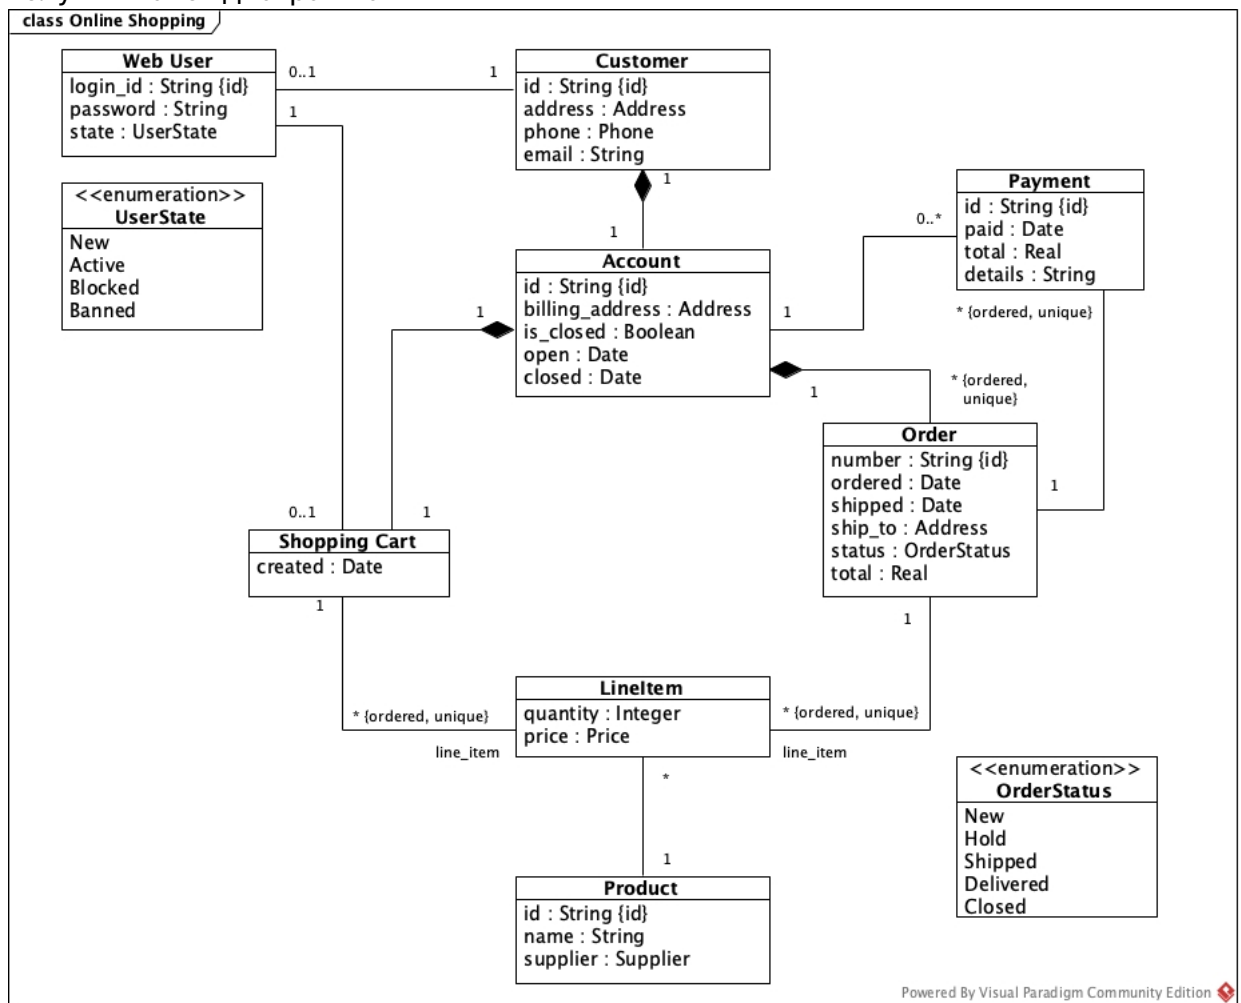 class Online Shopping
Web User
login_id : String {id}
password : String
state : UserState
0..1
1
1
Customer
id : String {id}
address : Address
phone : Phone
email : String
<<enumeration>>
UserState
New
Active
Blocked
Banned
1
1
Payment
id : String {id}
paid : Date
total : Real
details : String
0..*
* {ordered, unique}
Account
id : String {id}
billing_address : Address
is_closed : Boolean
open : Date
closed : Date
1
1
1
* {ordered,
unique}
Order
number : String {id}
ordered : Date
shipped : Date
ship_to : Address
status : OrderStatus
total : Real
1
0..1
1
Shopping Cart
created : Date
1
1
LineItem
quantity : Integer
price : Price
* {ordered, unique}
line_item
* {ordered, unique}
line_item
*
1
Product
id : String {id}
name : String
supplier : Supplier
<<enumeration>>
OrderStatus
New
Hold
Shipped
Delivered
Closed
Powered By Visual Paradigm Community Edition